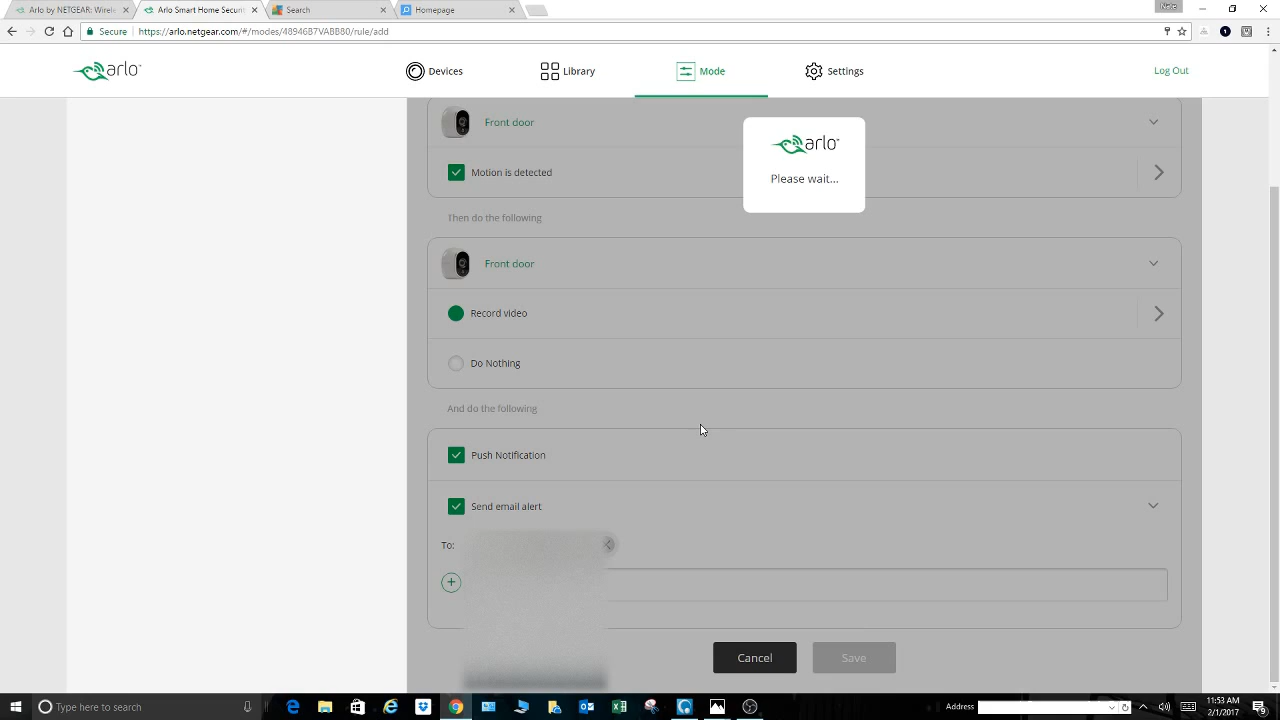 Arlo by NETGEAR: Wirele
Arlo Smart Home Securit
Search
Homepage
Secure
https://arlo.netgear.com/#/modes/48946B7VABB80/rule/add
arlo
Devices
Library
Mode
Settings
Log Out
Front door
arlo
Motion is detected
Please wait...
Then do the following
Front door
Record video
Do Nothing
And do the following
Push Notification
Send email alert
To:
Cancel
Save
Type here to search
Address
11:53 AM
2/1/2017